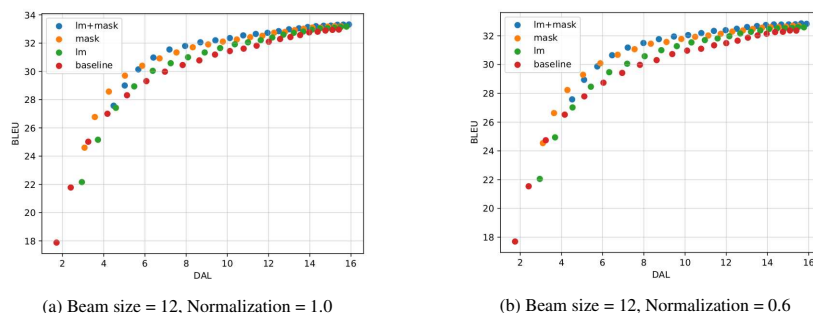 34
32
30
28
26
24
22
20
18
BLEU
lm+mask
mask
lm
baseline
2 4 6 8 10 12 14 16
DAL
(a) Beam size = 12, Normalization = 1.0
34
32
30
28
26
24
22
20
18
BLEU
lm+mask
mask
lm
baseline
2 4 6 8 10 12 14 16
DAL
(b) Beam size = 12, Normalization = 0.6